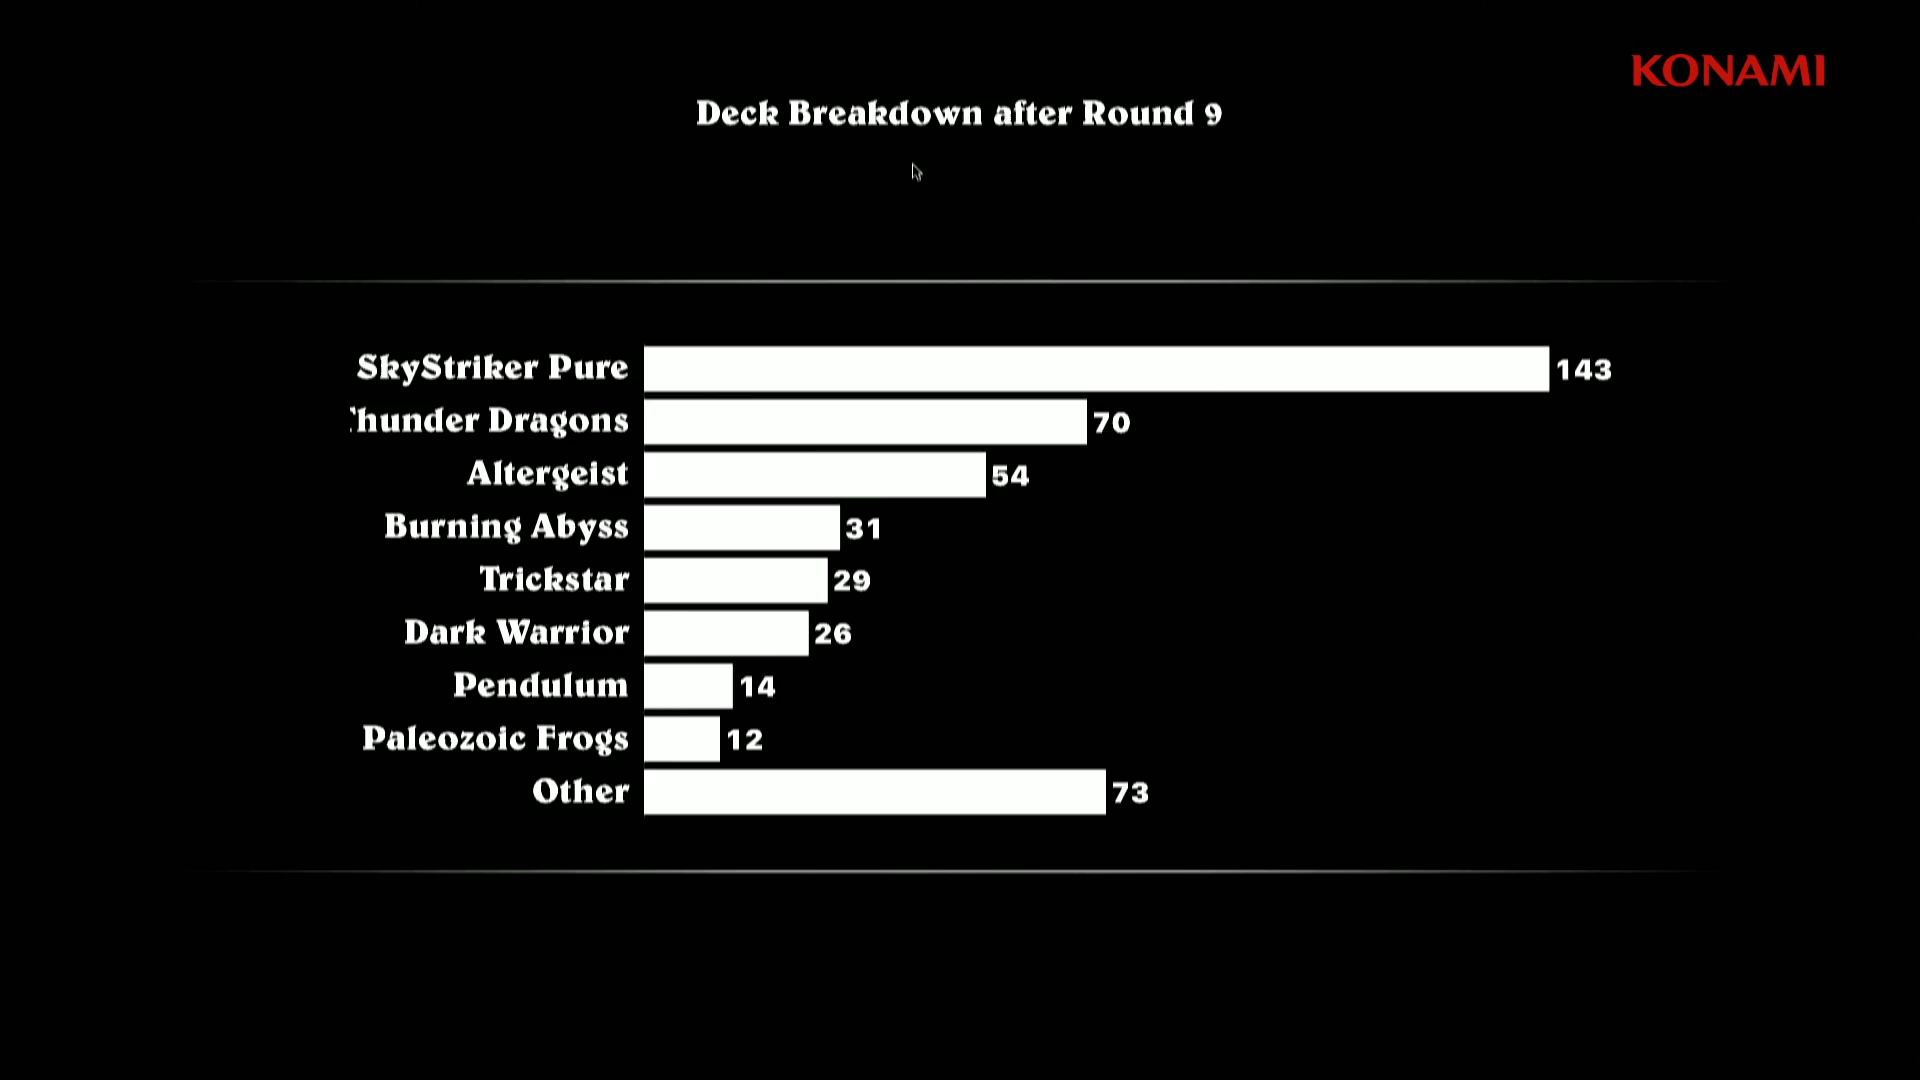 KONAMI
Deck Breakdown after Round 9
SkyStriker Pure 143
hunder Dragons 70
Altergeist 54
Burning Abyss 31
Trickstar 29
Dark Warrior 26
Pendulum 14
Paleozoic Frogs 12
Other 73